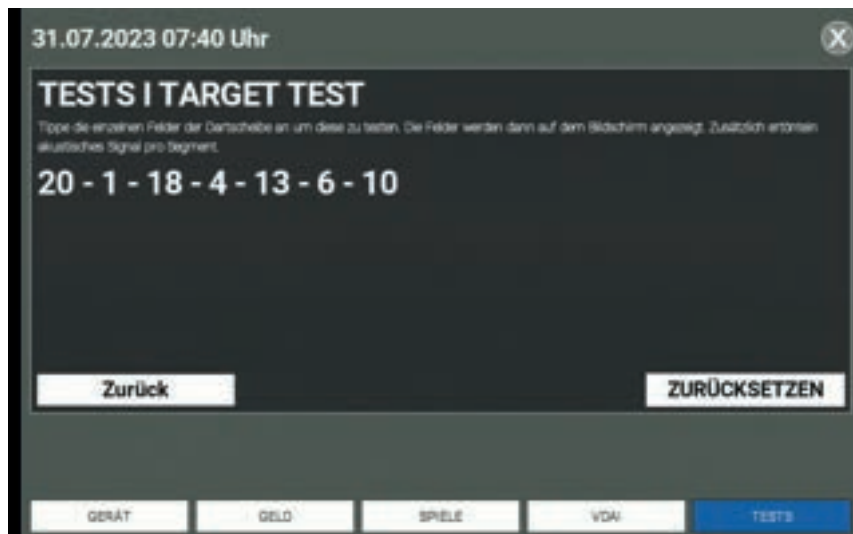 31.07.2023 07:40 Uhr
X
TESTS I TARGET TEST
Tippe die einzelnen Felder der Dartscheibe an um diese zu testen. Die Felder werden dann auf dem Bildschirm angezeigt. Zusätzlich ertönt ein
akustisches Signal pro Segment.
20 - 1 - 18 - 4 - 13 - 6 - 10
Zurück
ZURÜCKSETZEN
GERÄT
GELD
SPIELE
VDAI
TESTS